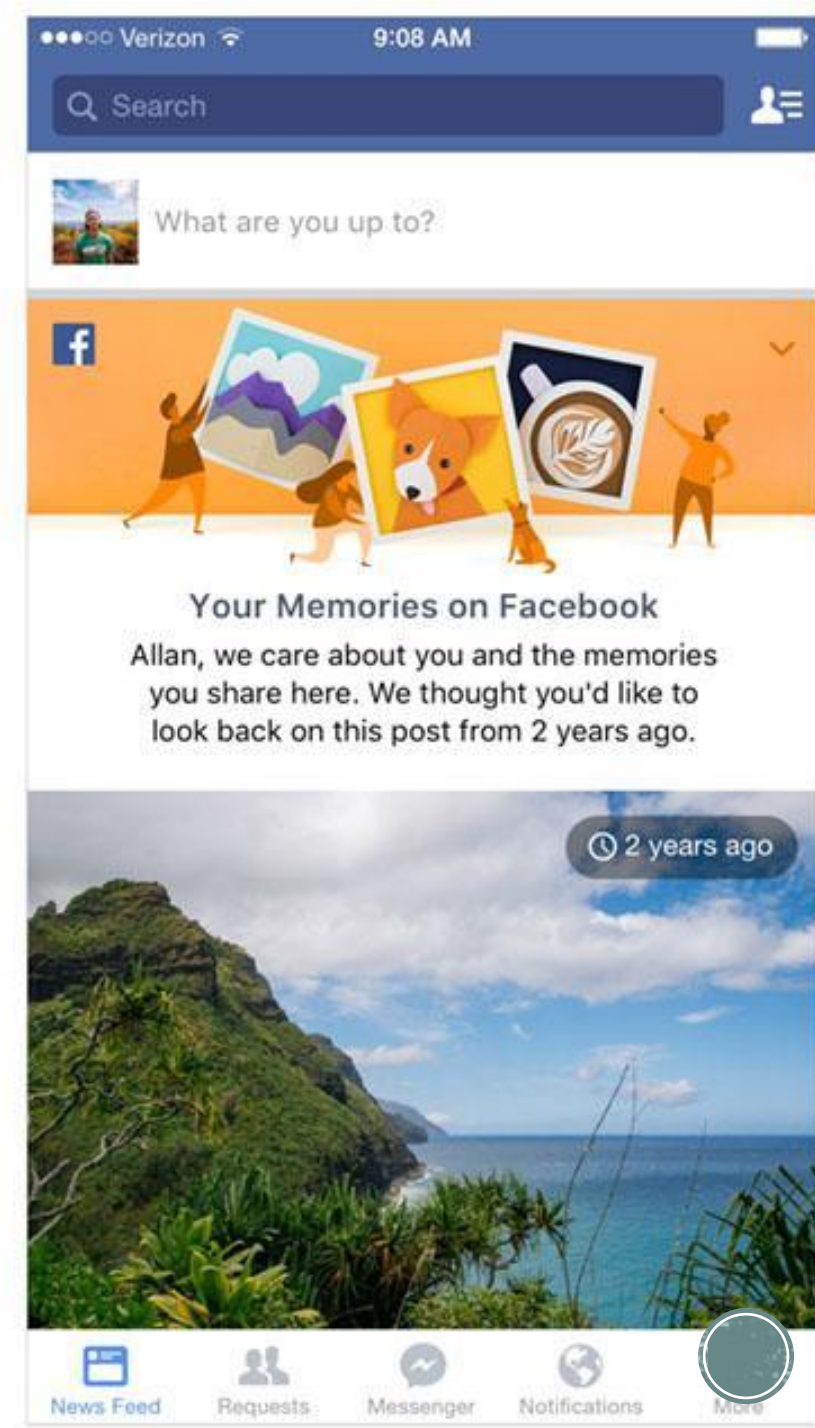 Verizon 9:08 AM
Search
What are you up to?
f
Your Memories on Facebook
Allan, we care about you and the memories
you share here. We thought you'd like to
look back on this post from 2 years ago.
2 years ago
News Feed Requests Messenger Notifications More